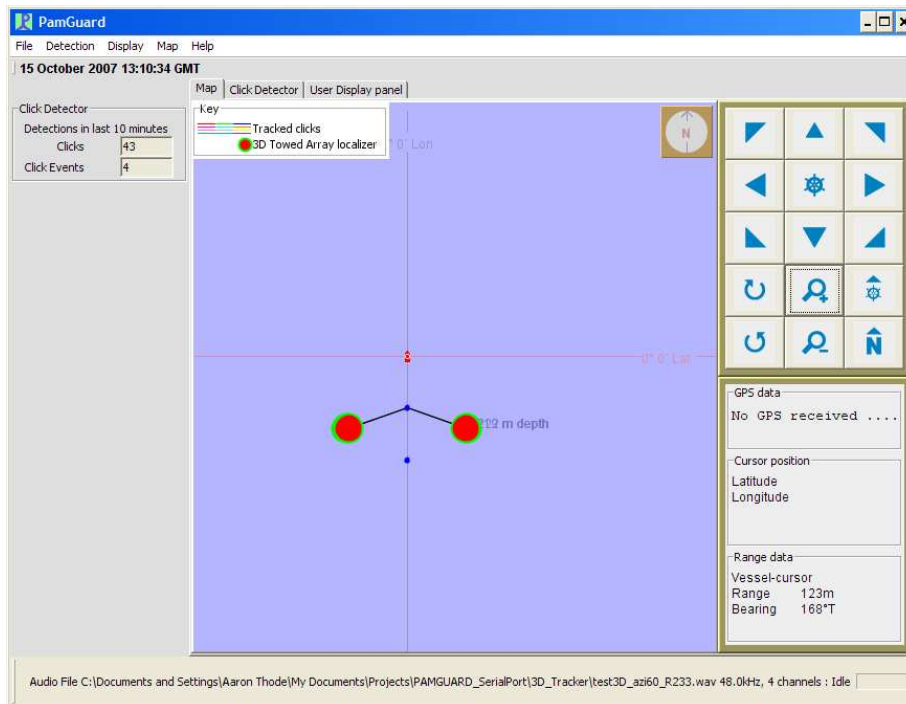 PamGuard
File Detection Display Map Help
15 October 2007 13:10:34 GMT
Map Click Detector User Display panel
Click Detector
Detections in last 10 minutes
Clicks 43
Click Events 4
Key
Tracked clicks
3D Towed Array localizer
0° Lon
N
0° 0' Lat
m depth
N
GPS data
No GPS received ....
Cursor position
Latitude
Longitude
Range data
Vessel-cursor
Range 123m
Bearing 168°T
Audio File C:\Documents and Settings\Aaron Thode\My Documents\Projects\PAMGUARD_SerialPort\3D_Tracker\test3D_azi60_R233.wav 48.0kHz, 4 channels : Idle